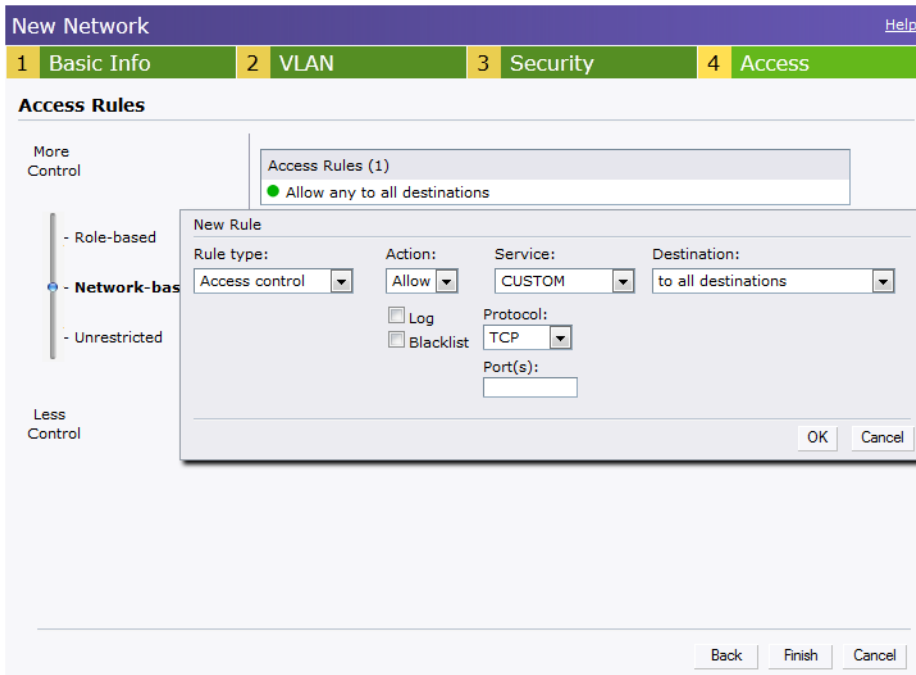 New Network Help
1 Basic Info 2 VLAN 3 Security 4 Access
Access Rules
More
Control
Access Rules (1)
Allow any to all destinations
- Role-based
- Network-bas
- Unrestricted
Less
Control
New Rule
Rule type: Action: Service: Destination:
Access control Allow CUSTOM to all destinations
Log
Blacklist
Protocol:
TCP
Port(s):
OK Cancel
Back Finish Cancel